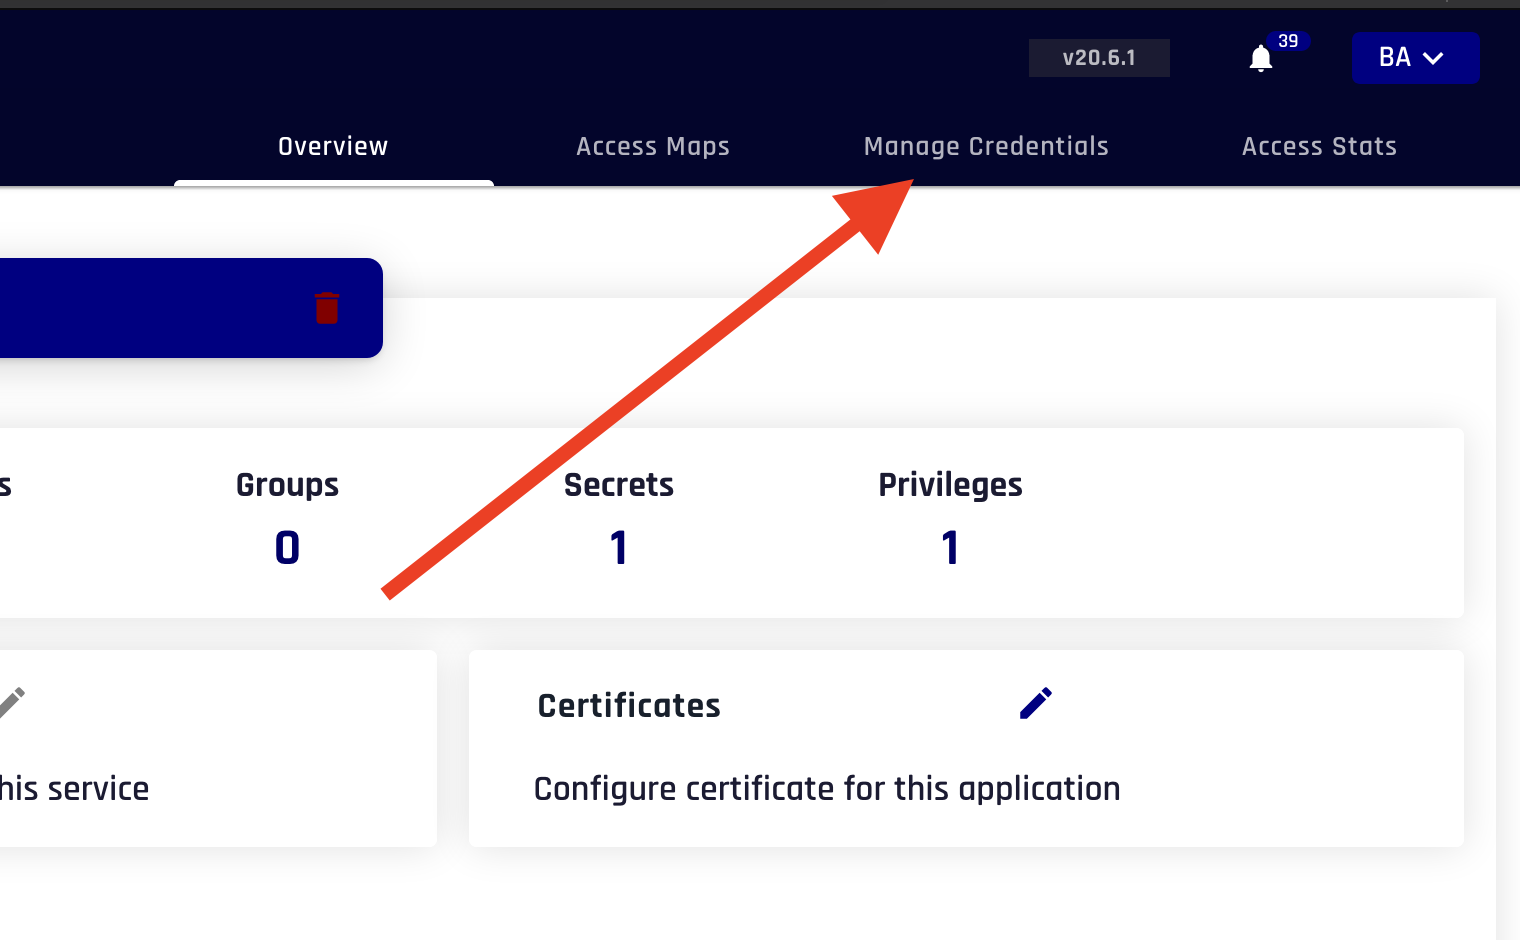 v20.6.1
39
BA
Overview Access Maps Manage Credentials Access Stats
s Groups Secrets Privileges
0 1 1
Certificates
his service Configure certificate for this application